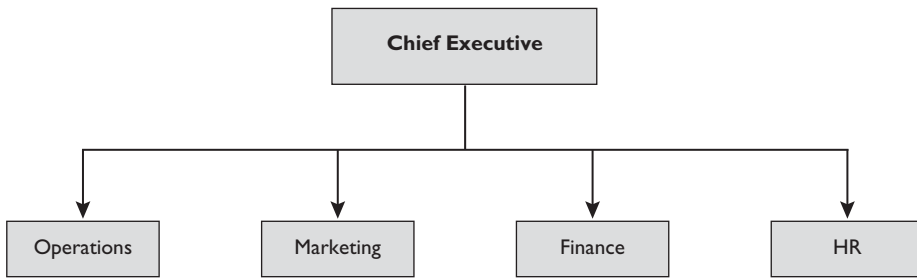 Chief Executive
Operations
Marketing
Finance
HR